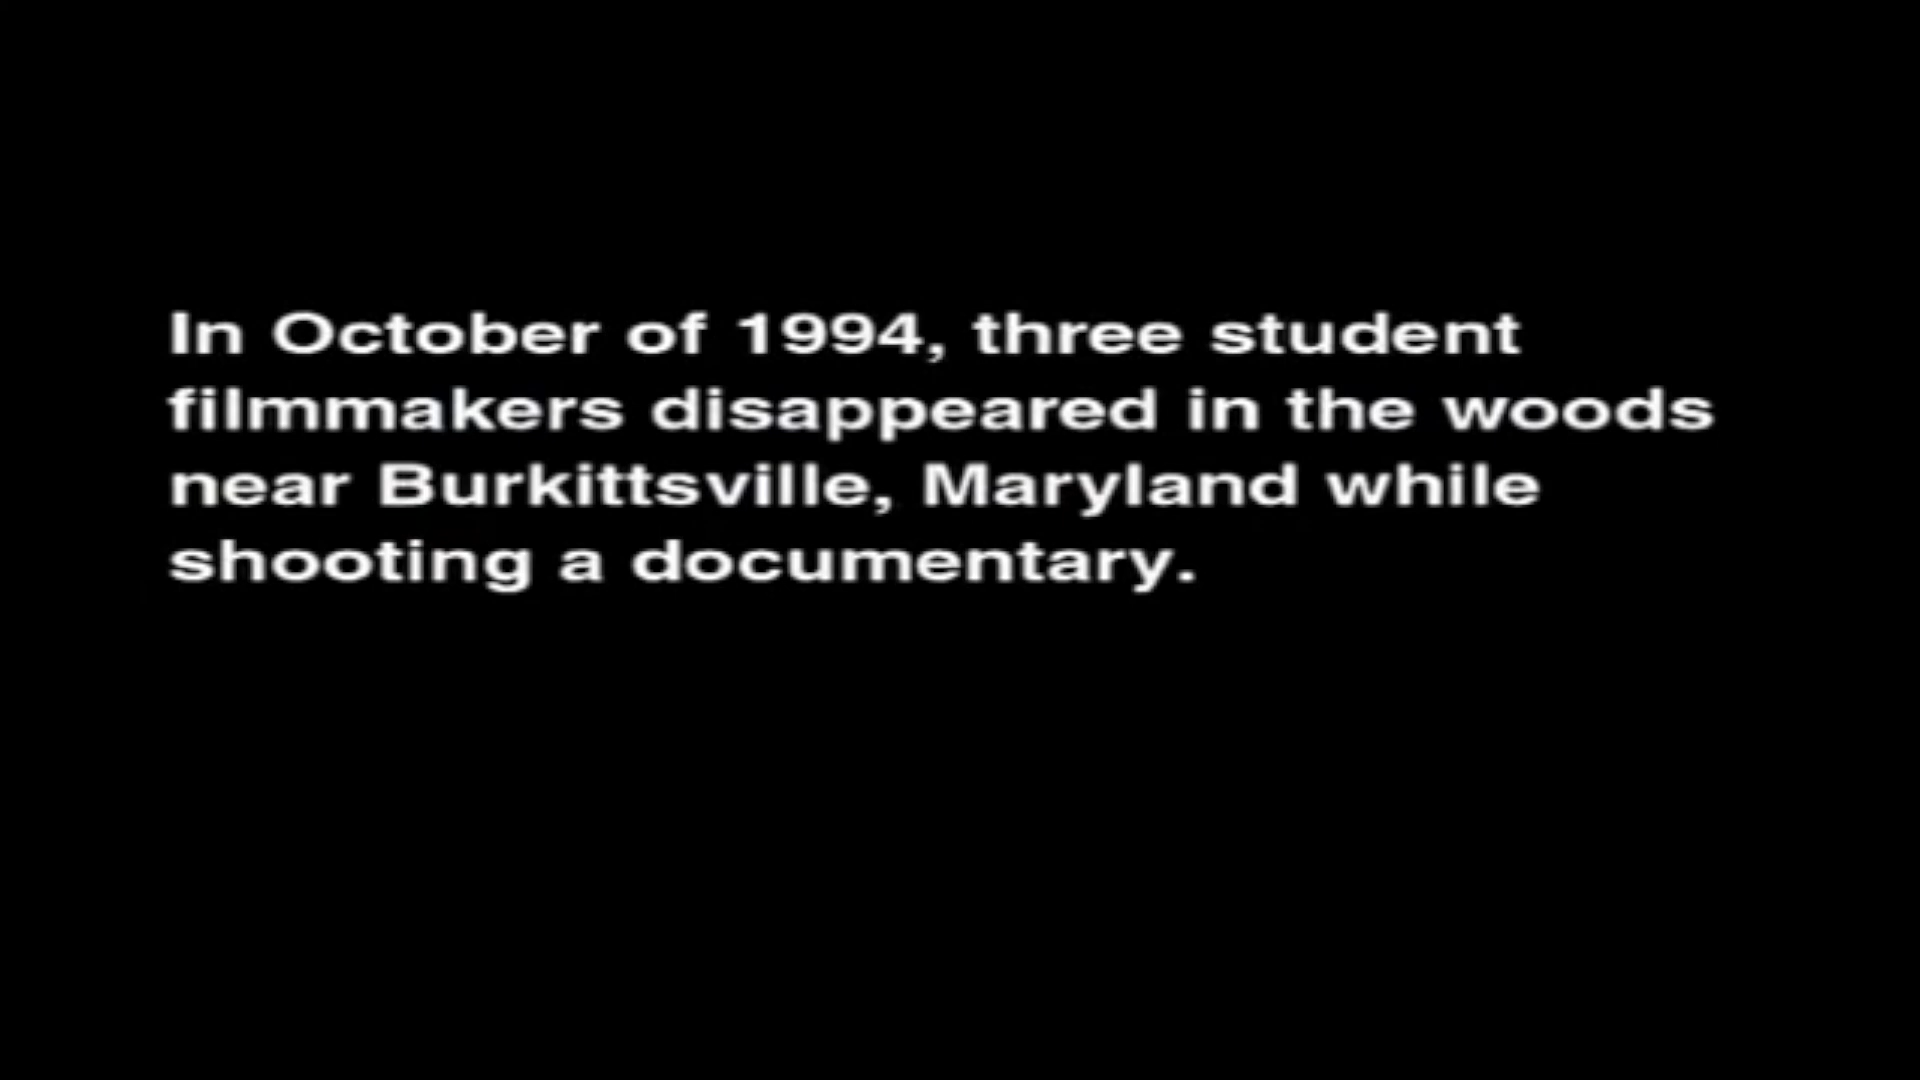 In October of 1994, three student
filmmakers disappeared in the woods
near Burkittsville, Maryland while
shooting a documentary.